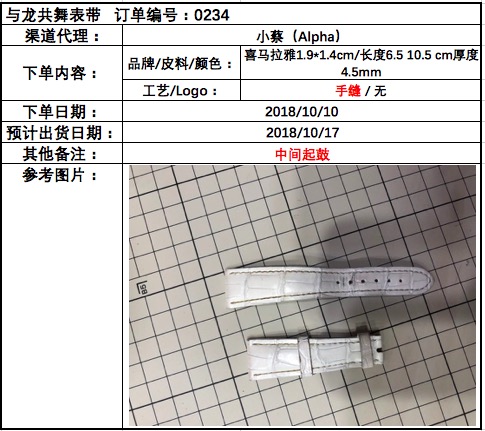 与龙共舞表带 订单编号：0234
渠道代理： 小蔡（Alpha）
下单内容： 品牌/皮料/颜色： 喜马拉雅1.9*1.4cm/长度6.5 10.5 cm厚度
4.5mm
工艺/Logo： 手缝 / 无
下单日期： 2018/10/10
预计出货日期： 2018/10/17
其他备注： 中间起鼓
参考图片：
B5